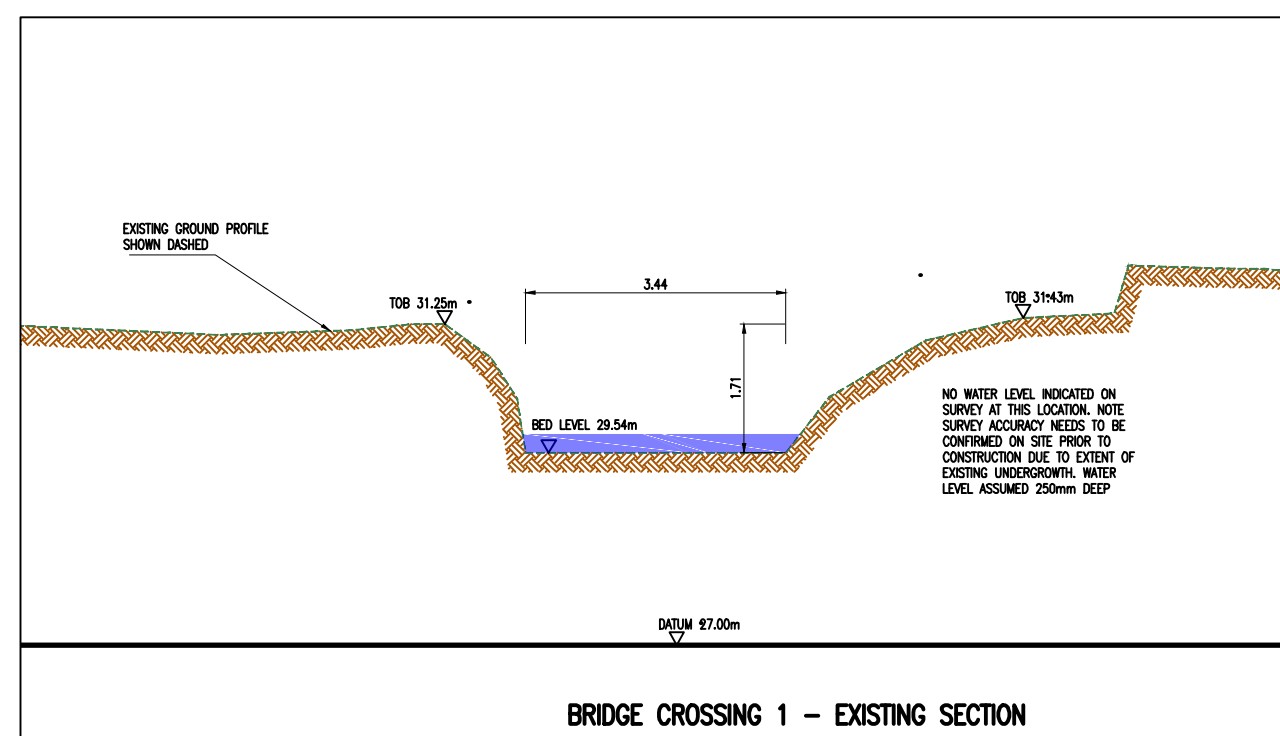 EXISTING GROUND PROFILE
SHOWN DASHED
3.44
TOB 31.25m
TOB 31.43m
1.71
NO WATER LEVEL INDICATED ON
SURVEY AT THIS LOCATION. NOTE
SURVEY ACCURACY NEEDS TO BE
CONFIRMED ON SITE PRIOR TO
CONSTRUCTION DUE TO EXTENT OF
EXISTING UNDERGROWTH. WATER
LEVEL ASSUMED 250mm DEEP
BED LEVEL 29.54m
DATUM 27.00m
BRIDGE CROSSING 1 – EXISTING SECTION